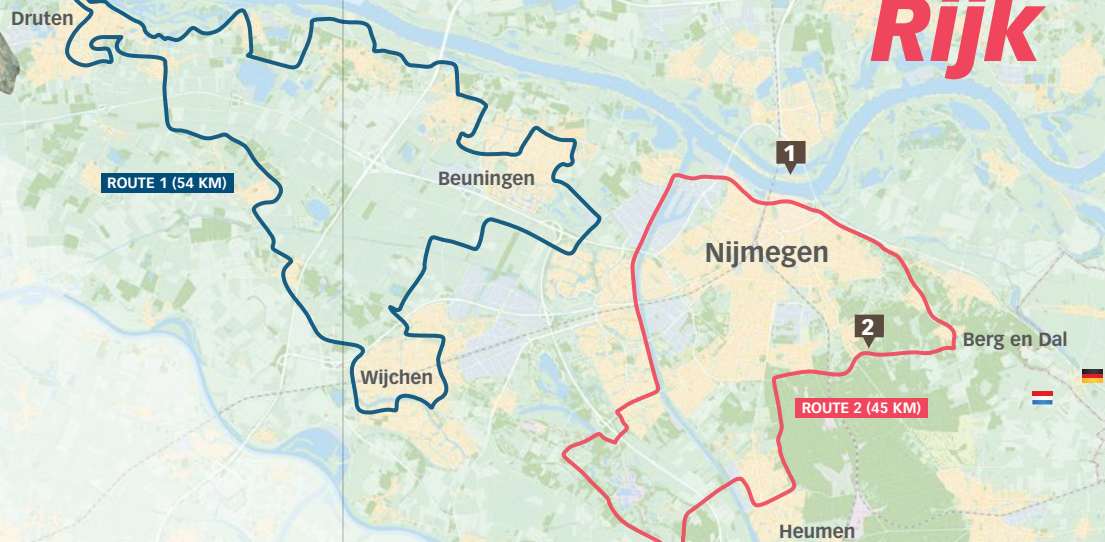 Druten
Rijk
1
ROUTE 1 (54 KM)
Beuningen
Nijmegen
2
Berg en Dal
Wijchen
ROUTE 2 (45 KM)
Heumen